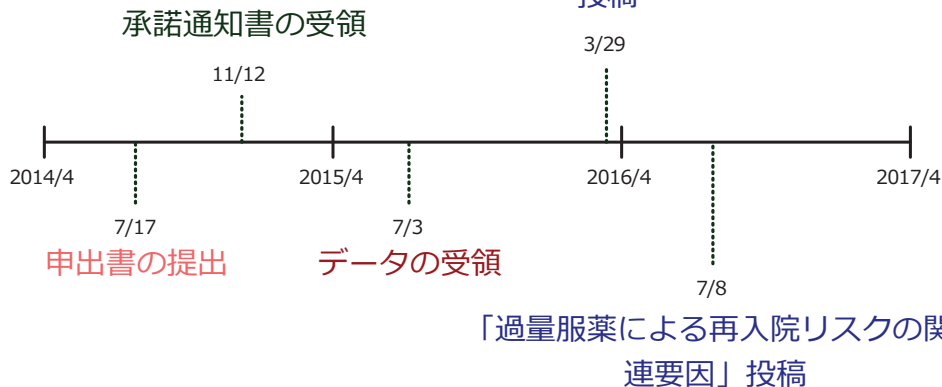 投稿
承諾通知書の受領
3/29
11/12
2014/4
2015/4
2016/4
2017/4
7/17
7/3
申出書の提出
データの受領
7/8
「過量服薬による再入院リスクの関
連要因」投稿